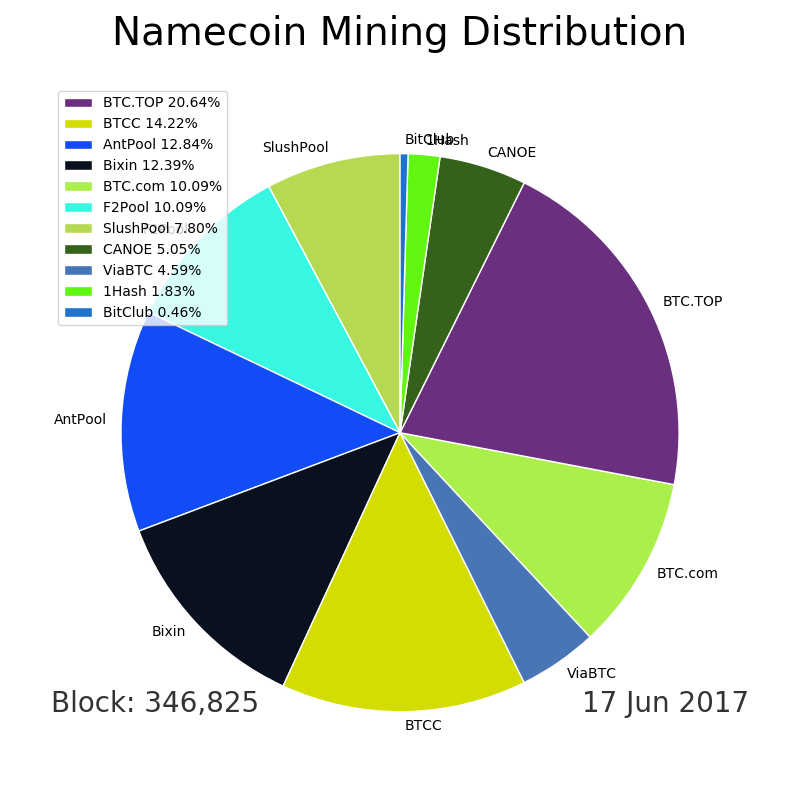 Namecoin Mining Distribution
BTC.TOP 20.64%
BTCC 14.22%
AntPool 12.84%
Bixin 12.39%
BTC.com 10.09%
F2Pool 10.09%
SlushPool 7.80%
CANOE 5.05%
ViaBTC 4.59%
1Hash 1.83%
BitClub 0.46%
SlushPool
BitClub
1Hash
CANOE
BTC.TOP
AntPool
BTC.com
Bixin
ViaBTC
BTCC
Block: 346,825
17 Jun 2017